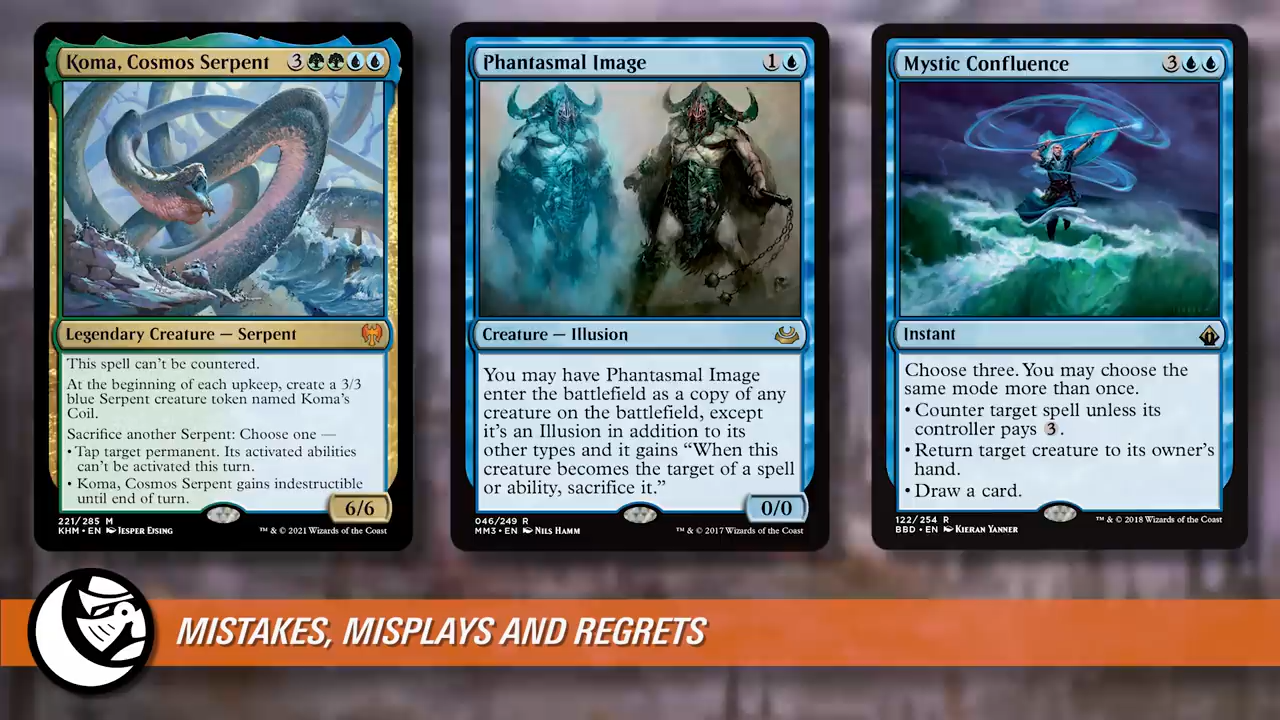 Koma, Cosmos Serpent 3
Legendary Creature — Serpent
This spell can't be countered.
At the beginning of each upkeep, create a 3/3
blue Serpent creature token named Koma's
Coil.
Sacrifice another Serpent: Choose one —
• Tap target permanent. Its activated abilities
can't be activated this turn.
• Koma, Cosmos Serpent gains indestructible
until end of turn.
6/6
221/285 M
KHM • EN Jesper Ejsing ™ & © 2021 Wizards of the Coast
Phantasmal Image 1
Creature — Illusion
You may have Phantasmal Image
enter the battlefield as a copy of any
creature on the battlefield, except
it's an Illusion in addition to its
other types and it gains “When this
creature becomes the target of a spell
or ability, sacrifice it.”
0/0
046/249 R
MM3 • EN Nils Hamm ™ & © 2017 Wizards of the Coast
Mystic Confluence 3
Instant
Choose three. You may choose the
same mode more than once.
• Counter target spell unless its
controller pays 3.
• Return target creature to its owner's
hand.
• Draw a card.
122/254 R
BBD • EN Kieran Yanner ™ & © 2018 Wizards of the Coast
MISTAKES, MISPLAYS AND REGRETS